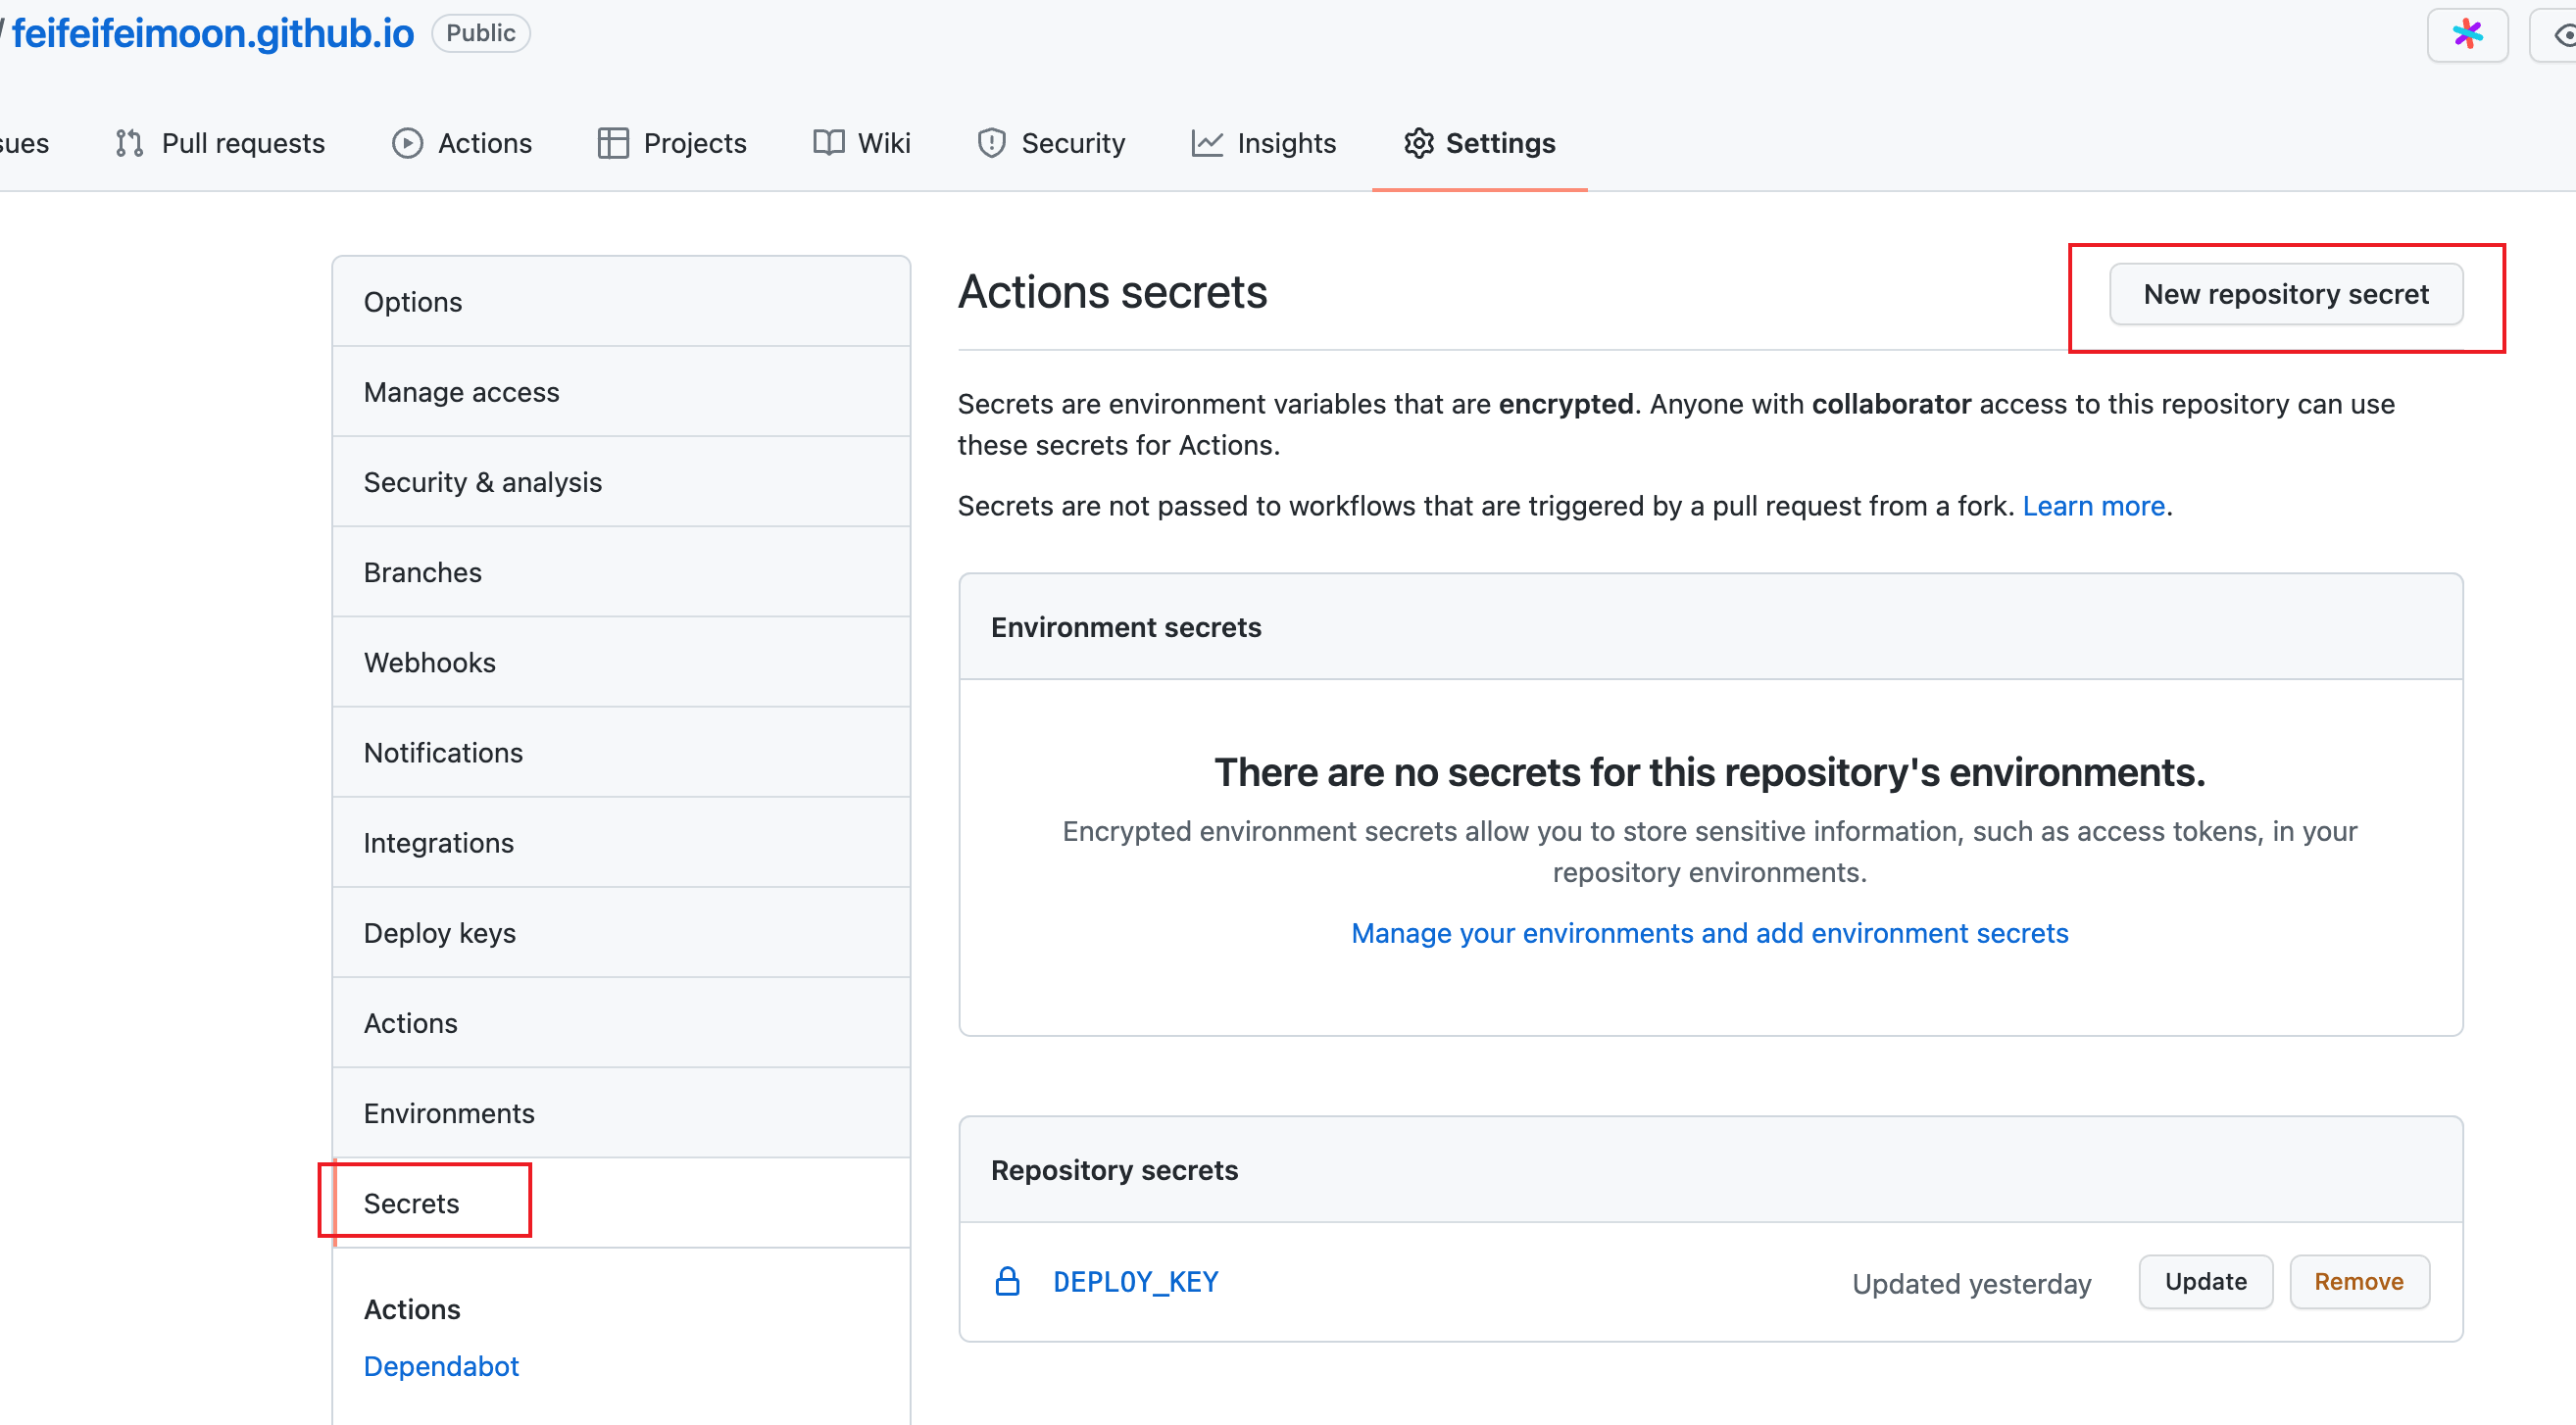 / feifeifeimoon.github.io Public
sues Pull requests Actions Projects Wiki Security Insights Settings
Options
Manage access
Security & analysis
Branches
Webhooks
Notifications
Integrations
Deploy keys
Actions
Environments
Secrets
Actions
Dependabot
Actions secrets
New repository secret
Secrets are environment variables that are encrypted. Anyone with collaborator access to this repository can use
these secrets for Actions.
Secrets are not passed to workflows that are triggered by a pull request from a fork. Learn more.
Environment secrets
There are no secrets for this repository's environments.
Encrypted environment secrets allow you to store sensitive information, such as access tokens, in your
repository environments.
Manage your environments and add environment secrets
Repository secrets
DEPLOY_KEY Updated yesterday Update Remove